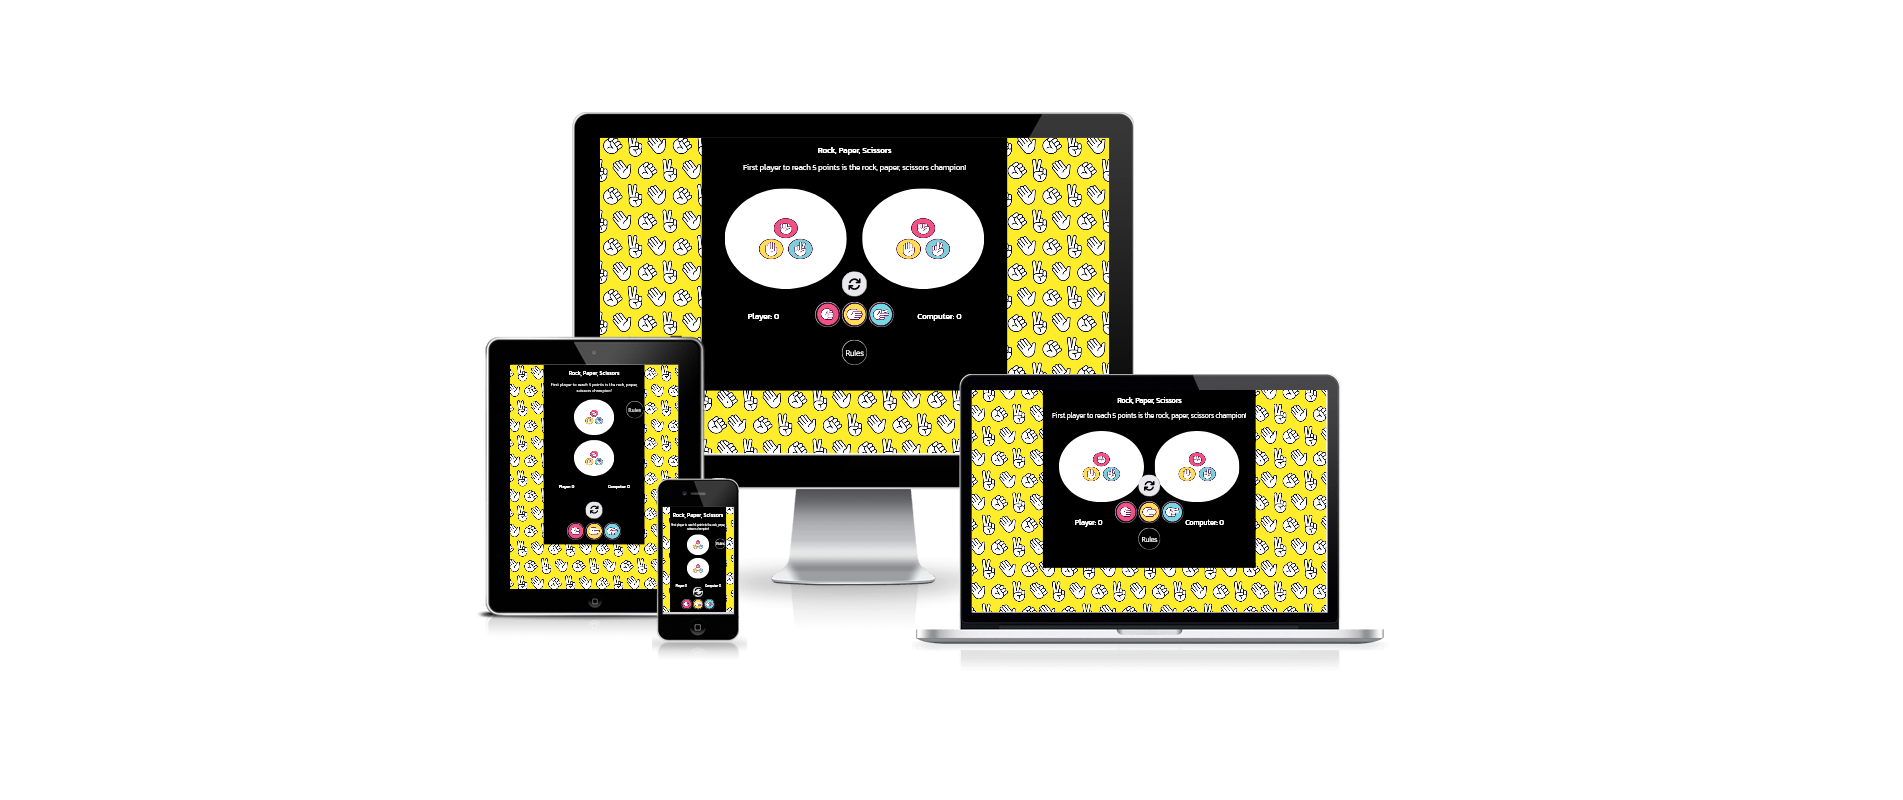 Rock, Paper, Scissors
First player to reach 5 points is the rock, paper, scissors champion!
Player: 0
Computer: 0
Rules
Rock, Paper, Scissors
First player to reach 5 points is the rock, paper,
scissors champion!
Rules
Player: 0
Computer: 0
Rock, Paper, Scissors
First player to reach 5 points is the rock, paper,
scissors champion!
Rules
Player: 0
Computer: 0
Rock, Paper, Scissors
First player to reach 5 points is the rock, paper, scissors champion!
Player: 0
Computer: 0
Rules